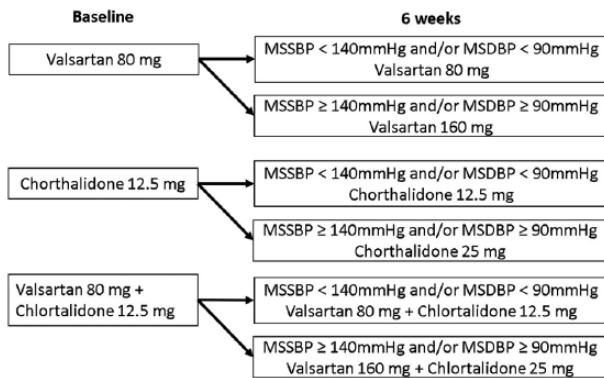 Baseline
6 weeks
Valsartan 80 mg
MSSBP < 140mmHg and/or MSDBP < 90mmHg
Valsartan 80 mg
MSSBP ≥ 140mmHg and/or MSDBP ≥ 90mmHg
Valsartan 160 mg
Chorthalidone 12.5 mg
MSSBP < 140mmHg and/or MSDBP < 90mmHg
Chorthalidone 12.5 mg
MSSBP ≥ 140mmHg and/or MSDBP ≥ 90mmHg
Chorthalidone 25 mg
Valsartan 80 mg +
Chlortalidone 12.5 mg
MSSBP < 140mmHg and/or MSDBP < 90mmHg
Valsartan 80 mg + Chlortalidone 12.5 mg
MSSBP ≥ 140mmHg and/or MSDBP ≥ 90mmHg
Valsartan 160 mg + Chlortalidone 25 mg